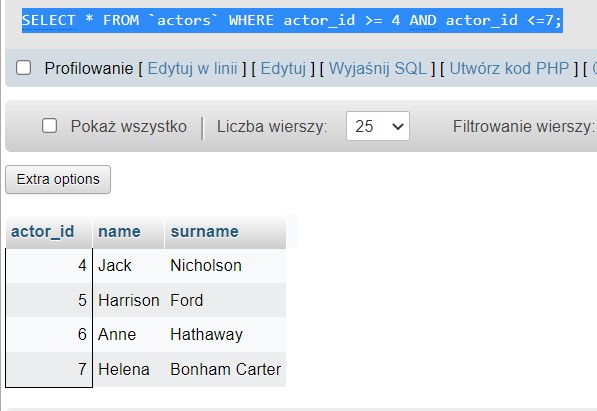 SELECT * FROM `actors` WHERE actor_id >= 4 AND actor_id <=7;
Profilowanie [ Edytuj w linii ] [ Edytuj ] [ Wyjaśnij SQL ] [ Utwórz kod PHP ] [
Pokaż wszystko | Liczba wierszy: 25 Filtrowanie wierszy:
Extra options
actor_id name surname
4 Jack Nicholson
5 Harrison Ford
6 Anne Hathaway
7 Helena Bonham Carter